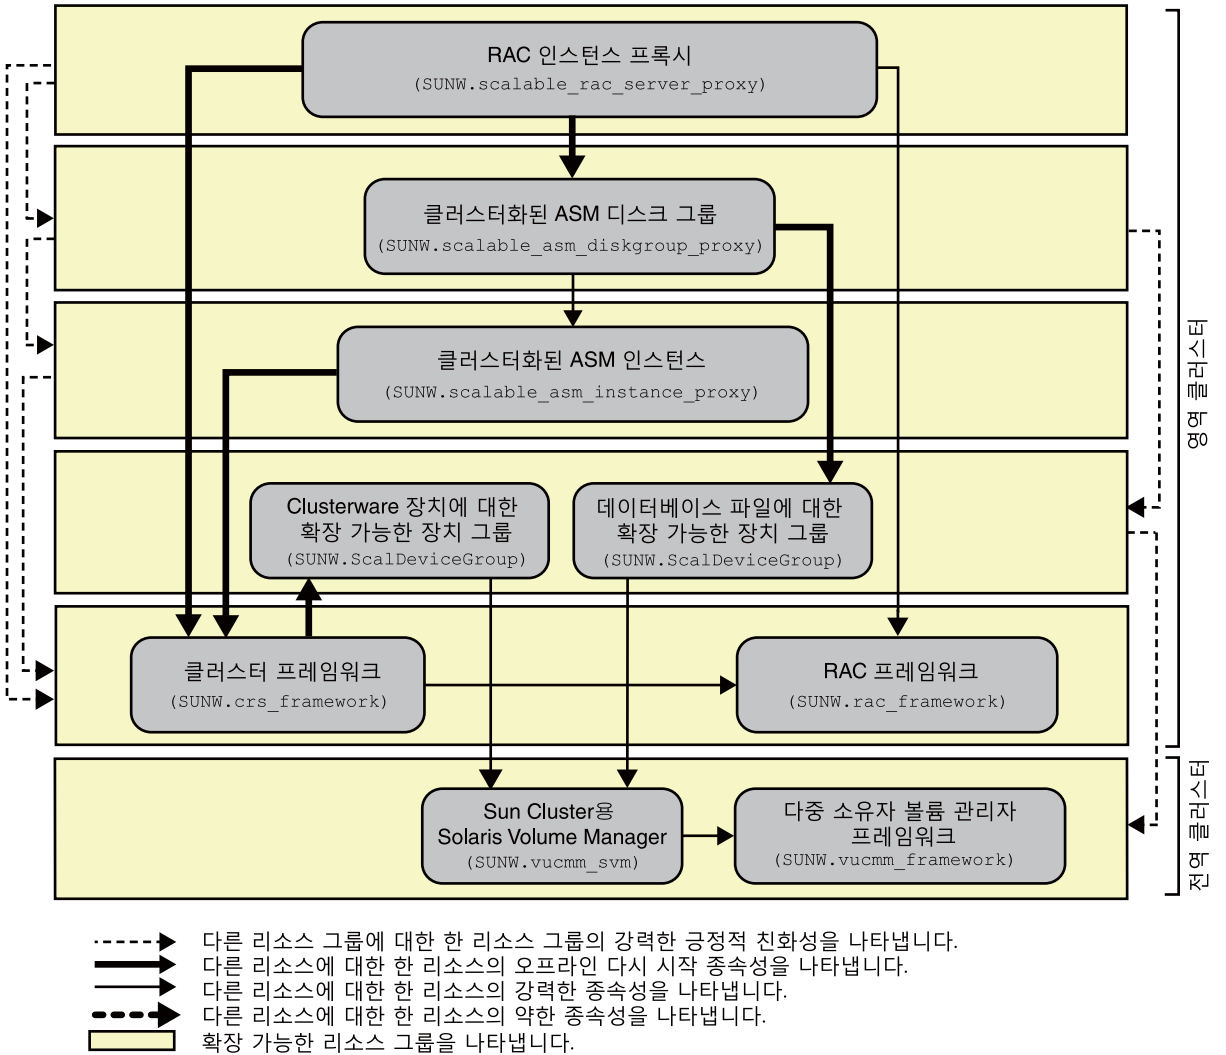 RAC 인스턴스 프록시
(SUNW.scalable_rac_server_proxy)
클러스터화된 ASM 디스크 그룹
(SUNW.scalable_asm_diskgroup_proxy)
클러스터화된 ASM 인스턴스
(SUNW.scalable_asm_instance_proxy)
영역 클러스터
Clusterware 장치에 대한
확장 가능한 장치 그룹
(SUNW.ScalDeviceGroup)
데이터베이스 파일에 대한
확장 가능한 장치 그룹
(SUNW.ScalDeviceGroup)
클러스터 프레임워크
(SUNW.crs_framework)
RAC 프레임워크
(SUNW.rac_framework)
Sun Cluster용
Solaris Volume Manager
(SUNW.vucmm_svm)
다중 소유자 볼륨 관리자
프레임워크
(SUNW.vucmm_framework)
전역 클러스터
다른 리소스 그룹에 대한 한 리소스 그룹의 강력한 긍정적 친화성을 나타냅니다.
다른 리소스에 대한 한 리소스의 오프라인 다시 시작 종속성을 나타냅니다.
다른 리소스에 대한 한 리소스의 강력한 종속성을 나타냅니다.
다른 리소스에 대한 한 리소스의 약한 종속성을 나타냅니다.
확장 가능한 리소스 그룹을 나타냅니다.